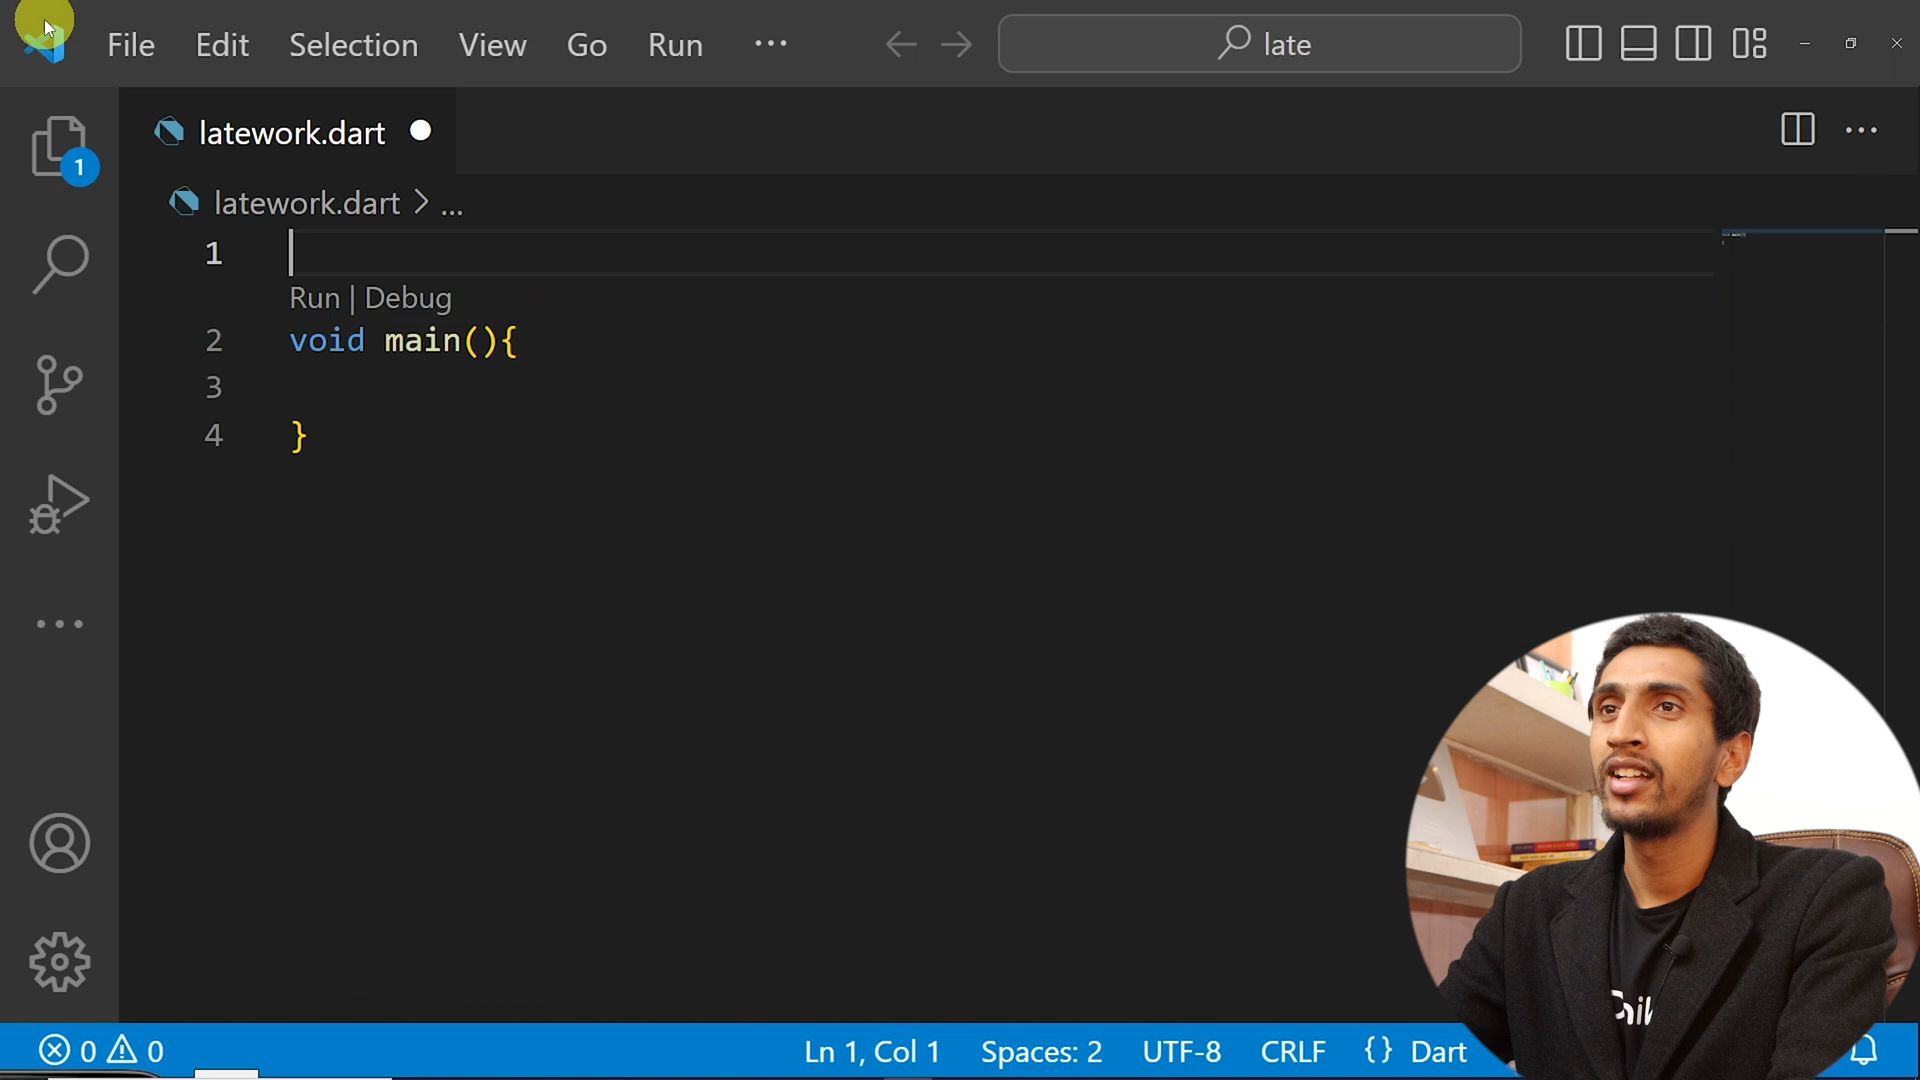 File Edit Selection View Go Run ... late
latework.dart
1
latework.dart > ...
1
Run | Debug
2 void main(){
3
4 }
0 0 Ln 1, Col 1 Spaces: 2 UTF-8 CRLF {} Dart